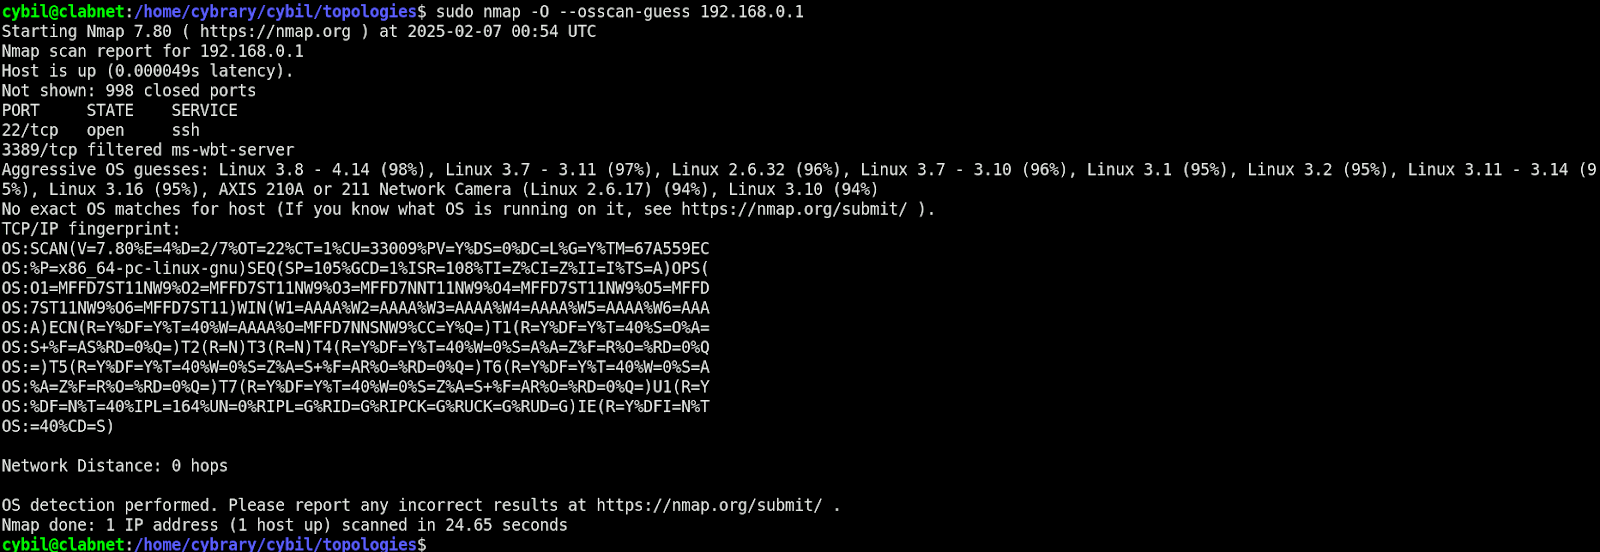 cybil@clabnet:/home/cybrary/cybil/topologies$ sudo nmap -O --osscan-guess 192.168.0.1
Starting Nmap 7.80 ( https://nmap.org ) at 2025-02-07 00:54 UTC
Nmap scan report for 192.168.0.1
Host is up (0.000049s latency).
Not shown: 998 closed ports
PORT     STATE    SERVICE
22/tcp   open     ssh
3389/tcp filtered ms-wbt-server
Aggressive OS guesses: Linux 3.8 - 4.14 (98%), Linux 3.7 - 3.11 (97%), Linux 2.6.32 (96%), Linux 3.7 - 3.10 (96%), Linux 3.1 (95%), Linux 3.2 (95%), Linux 3.11 - 3.14 (9
5%), Linux 3.16 (95%), AXIS 210A or 211 Network Camera (Linux 2.6.17) (94%), Linux 3.10 (94%)
No exact OS matches for host (If you know what OS is running on it, see https://nmap.org/submit/ ).
TCP/IP fingerprint:
OS:SCAN(V=7.80%E=4%D=2/7%OT=22%CT=1%CU=33009%PV=Y%DS=0%DC=L%G=Y%TM=67A559EC
OS:%P=x86_64-pc-linux-gnu)SEQ(SP=105%GCD=1%ISR=108%TI=Z%CI=Z%II=I%TS=A)OPS(
OS:O1=MFFD7ST11NW9%O2=MFFD7ST11NW9%O3=MFFD7NNT11NW9%O4=MFFD7ST11NW9%O5=MFFD
OS:7ST11NW9%O6=MFFD7ST11)WIN(W1=AAAA%W2=AAAA%W3=AAAA%W4=AAAA%W5=AAAA%W6=AAA
OS:A)ECN(R=Y%DF=Y%T=40%W=AAAA%O=MFFD7NNSNW9%CC=Y%Q=)T1(R=Y%DF=Y%T=40%S=O%A=
OS:S+%F=AS%RD=0%Q=)T2(R=N)T3(R=N)T4(R=Y%DF=Y%T=40%W=0%S=A%A=Z%F=R%O=%RD=0%Q
OS:=)T5(R=Y%DF=Y%T=40%W=0%S=Z%A=S+%F=AR%O=%RD=0%Q=)T6(R=Y%DF=Y%T=40%W=0%S=A
OS:%A=Z%F=R%O=%RD=0%Q=)T7(R=Y%DF=Y%T=40%W=0%S=Z%A=S+%F=AR%O=%RD=0%Q=)U1(R=Y
OS:%DF=N%T=40%IPL=164%UN=0%RIPL=G%RID=G%RIPCK=G%RUCK=G%RUD=G)IE(R=Y%DFI=N%T
OS:=40%CD=S)
Network Distance: 0 hops
OS detection performed. Please report any incorrect results at https://nmap.org/submit/ .
Nmap done: 1 IP address (1 host up) scanned in 24.65 seconds
cybil@clabnet:/home/cybrary/cybil/topologies$